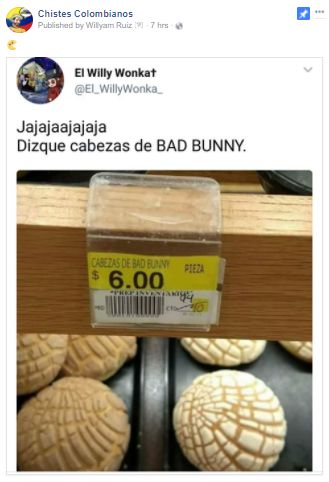 Chistes Colombianos
Published by Willyam Ruiz · 7 hrs ·
El Willy Wonka†
@El_WillyWonka_
Jajajaajajaja
Dizque cabezas de BAD BUNNY.
CABEZAS DE BAD BUNNY
$ 6.00 PIEZA